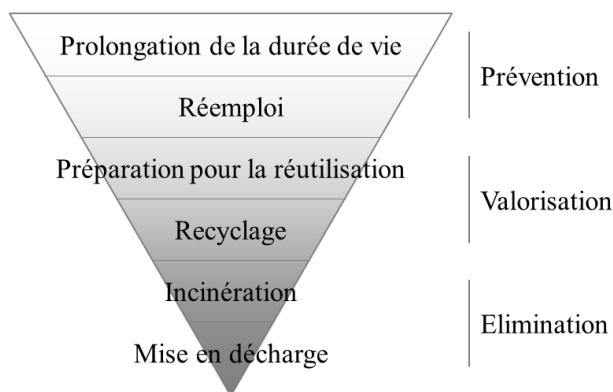 Prolongation de la durée de vie
Réemploi
Prévention
Préparation pour la réutilisation
Recyclage
Valorisation
Incinération
Mise en décharge
Elimination